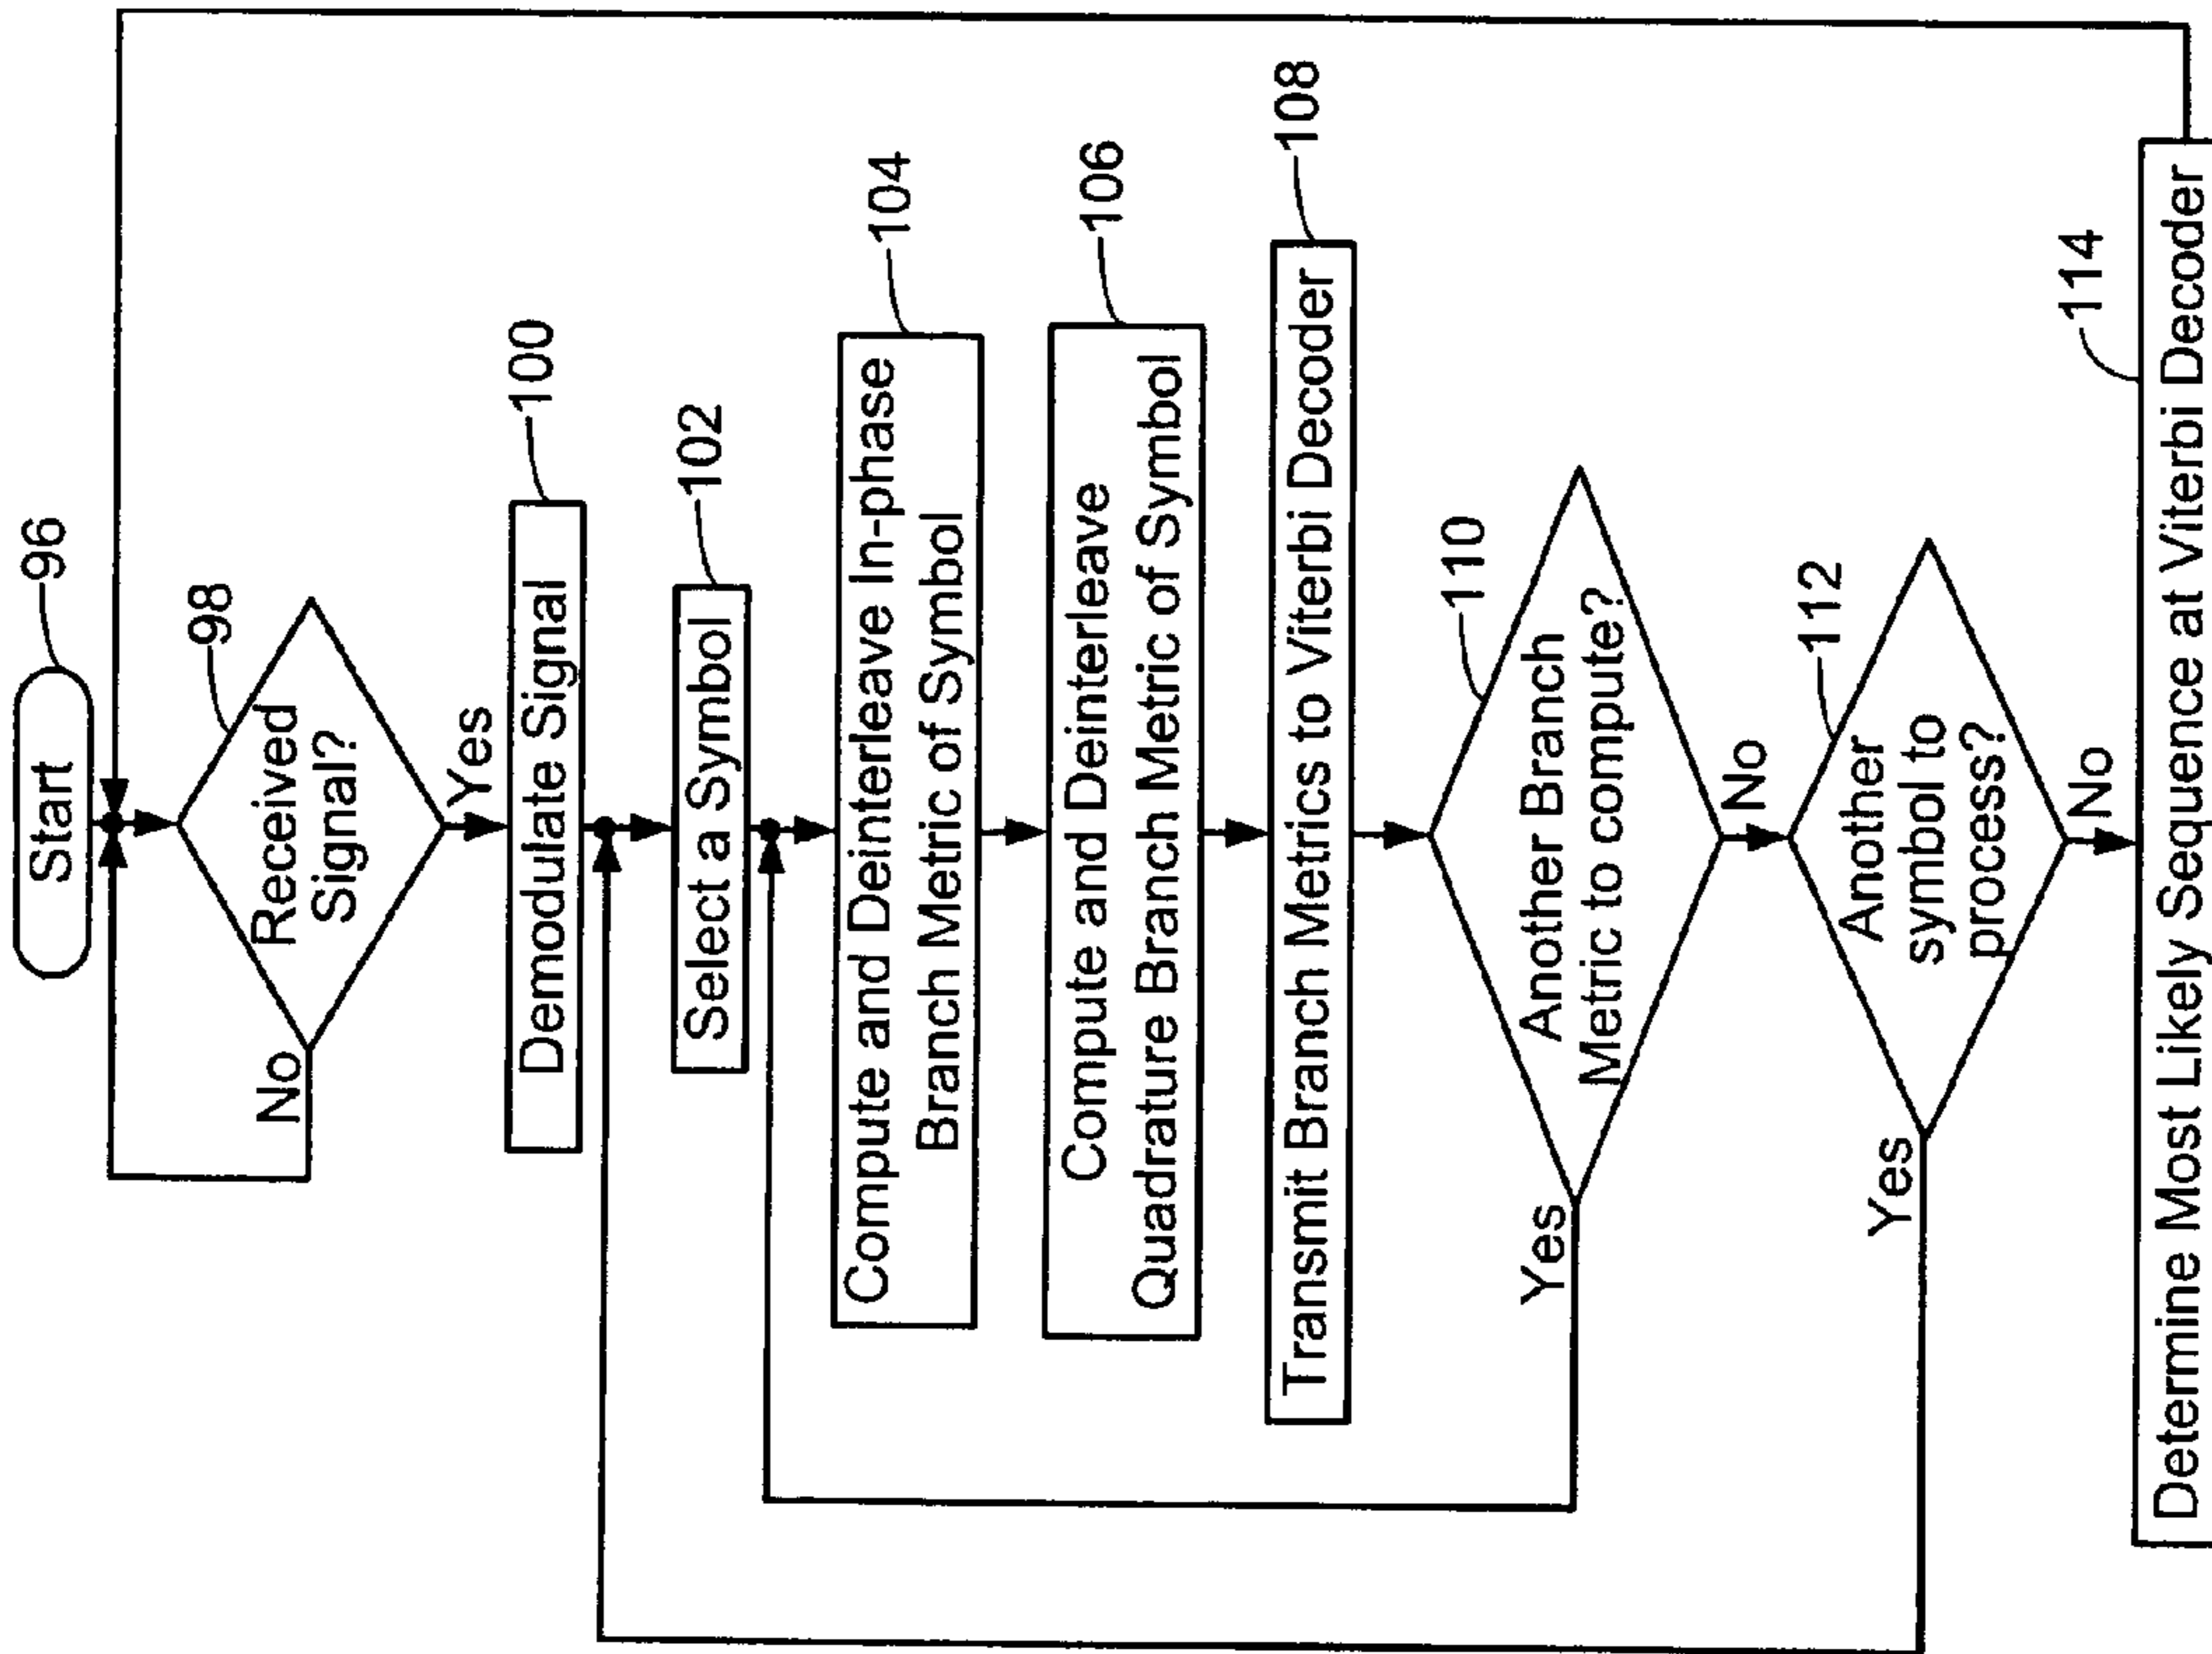 Start
96
Received
Signal?
98
No
Yes
Demodulate Signal
100
Select a Symbol
102
Compute and Deinterleave In-phase
Branch Metric of Symbol
104
Compute and Deinterleave
Quadrature Branch Metric of Symbol
106
Transmit Branch Metrics to Viterbi Decoder
108
Another Branch
Metric to compute?
110
Yes
No
Another
symbol to
process?
112
Yes
No
Determine Most Likely Sequence at Viterbi Decoder
114